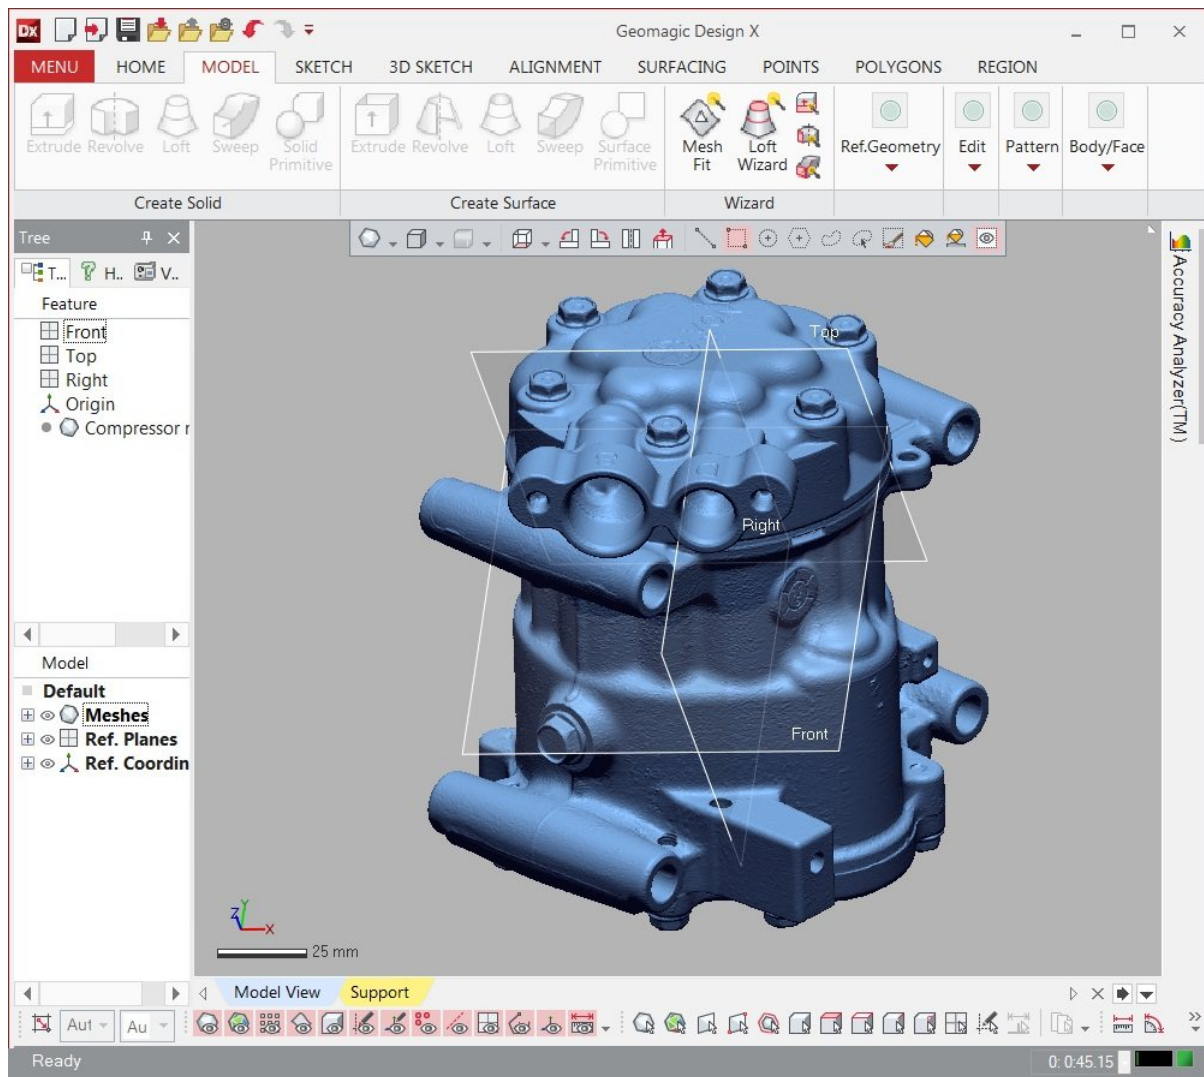 Dx
Geomagic Design X
MENU HOME MODEL SKETCH 3D SKETCH ALIGNMENT SURFACING POINTS POLYGONS REGION
Extrude Revolve Loft Sweep Solid Primitive Extrude Revolve Loft Sweep Surface Primitive Mesh Fit Loft Wizard Ref.Geometry Edit Pattern Body/Face
Create Solid Create Surface Wizard
Tree
T... H.. V..
Feature
Front
Top
Right
Origin
Compressor r
Model
Default
Meshes
Ref. Planes
Ref. Coordin
Top
Right
Front
Z Y X
25 mm
Accuracy Analyzer(TM)
Model View Support
Aut Au
Ready
0: 0:45.15